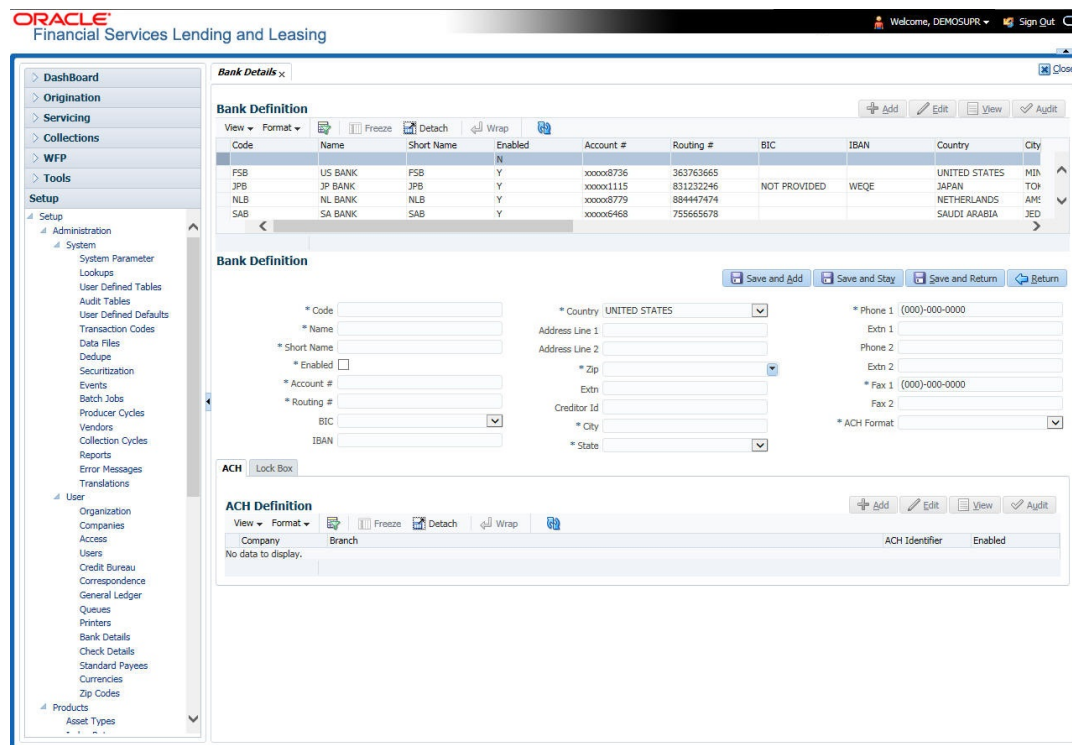 ORACLE
Financial Services Lending and Leasing
Welcome, DEMOSUPR
Sign Out
DashBoard
Origination
Servicing
Collections
WFP
Tools
Setup
Setup
Administration
System
System Parameter
Lookups
User Defined Tables
Audit Tables
User Defined Defaults
Transaction Codes
Data Files
Dedupe
Securitization
Events
Batch Jobs
Producer Cycles
Vendors
Collection Cycles
Reports
Error Messages
Translations
User
Organization
Companies
Access
Users
Credit Bureau
Correspondence
General Ledger
Queues
Printers
Bank Details
Check Details
Standard Payees
Currencies
Zip Codes
Products
Asset Types
Bank Details x
Close
Bank Definition
Add Edit View Audit
View Format Freeze Detach Wrap
Code Name Short Name Enabled Account # Routing # BIC IBAN Country City
N
FSB US BANK FSB Y xxxxx8736 363763665 UNITED STATES MIN
JPB JP BANK JPB Y xxxxx1115 831232246 NOT PROVIDED WEQE JAPAN TOK
NLB NL BANK NLB Y xxxxx8779 884447474 NETHERLANDS AMS
SAB SA BANK SAB Y xxxxx6468 755665678 SAUDI ARABIA JED
Bank Definition
Save and Add Save and Stay Save and Return Return
* Code
* Name
* Short Name
* Enabled
* Account #
* Routing #
BIC
IBAN
* Country UNITED STATES
Address Line 1
Address Line 2
* Zip
Extn
Creditor Id
* City
* State
* Phone 1 (000)-000-0000
Extn 1
Phone 2
Extn 2
* Fax 1 (000)-000-0000
Fax 2
* ACH Format
ACH Lock Box
ACH Definition
Add Edit View Audit
View Format Freeze Detach Wrap
Company Branch ACH Identifier Enabled
No data to display.